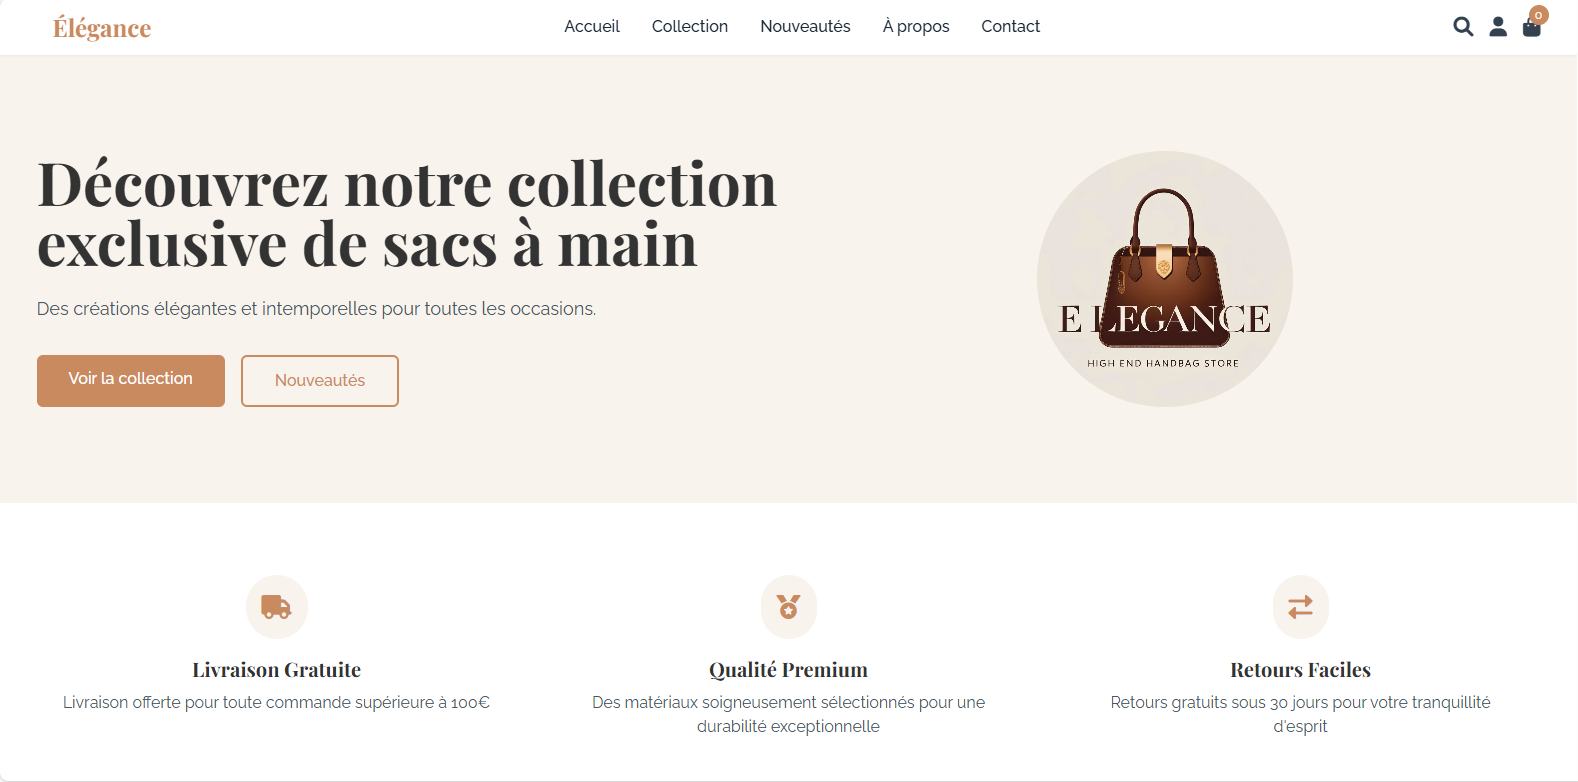 Élégance
Accueil
Collection
Nouveautés
À propos
Contact
0
Découvrez notre collection
exclusive de sacs à main
Des créations élégantes et intemporelles pour toutes les occasions.
Voir la collection
Nouveautés
E LEGANCE
HIGH END HANDBAG STORE
Livraison Gratuite
Livraison offerte pour toute commande supérieure à 100€
Qualité Premium
Des matériaux soigneusement sélectionnés pour une
durabilité exceptionnelle
Retours Faciles
Retours gratuits sous 30 jours pour votre tranquillité
d'esprit